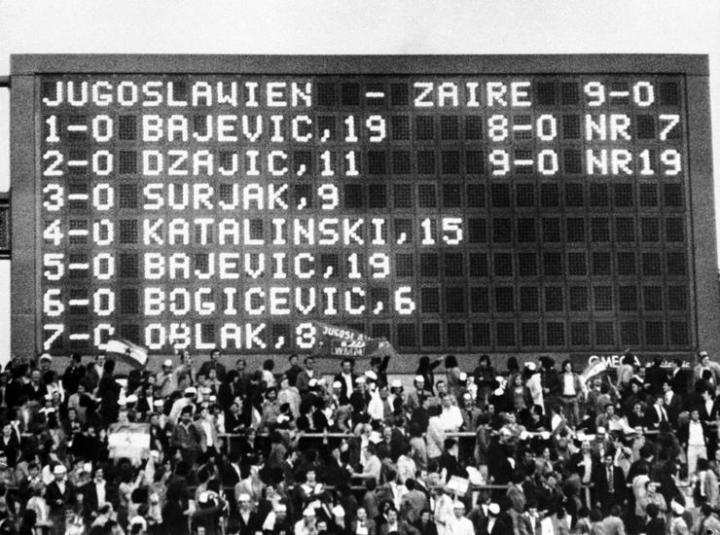 JUGOSLAWIEN - ZAIRE 9-0
1-0 BAJEVIC,19 8-0 NR 7
2-0 DZAJIC,11 9-0 NR19
3-0 SURJAK,9
4-0 KATALINSKI,15
5-0 BAJEVIC,19
6-0 BOGICEVIC,6
7-0 OBLAK,8
JUGOSLA
WM74
OMEGA